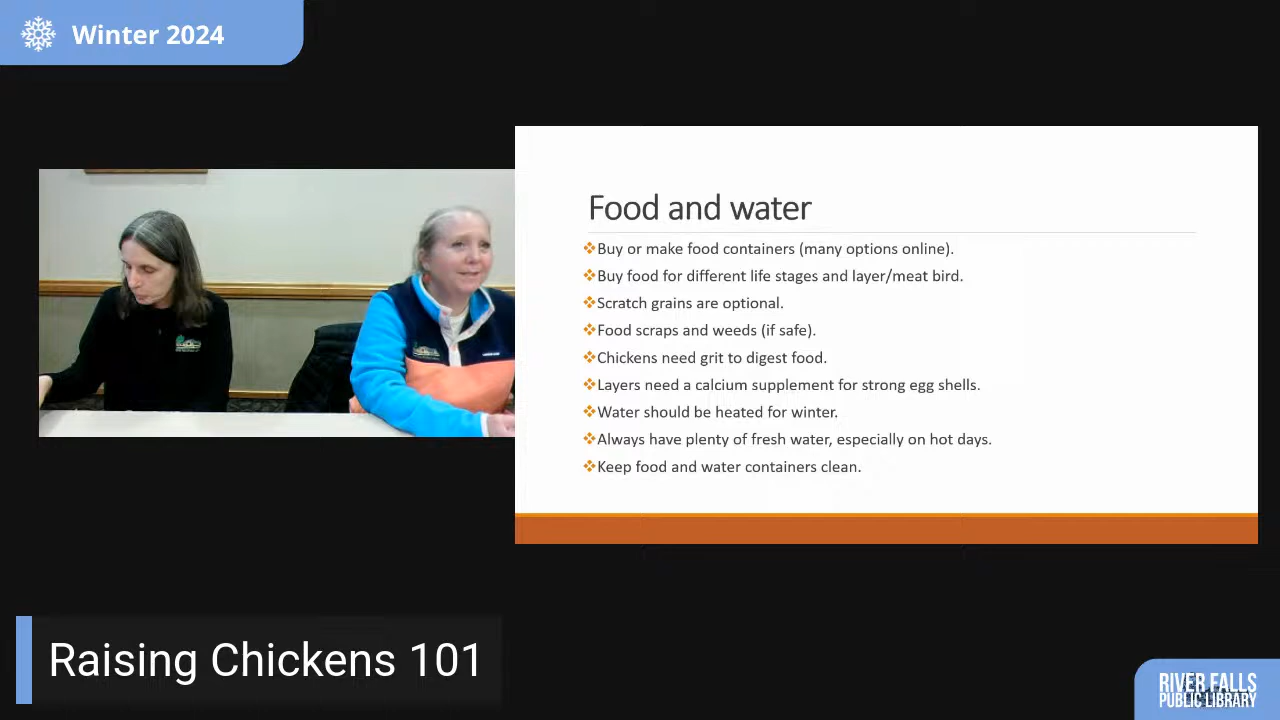 Winter 2024
Food and water
Buy or make food containers (many options online).
Buy food for different life stages and layer/meat bird.
Scratch grains are optional.
Food scraps and weeds (if safe).
Chickens need grit to digest food.
Layers need a calcium supplement for strong egg shells.
Water should be heated for winter.
Always have plenty of fresh water, especially on hot days.
Keep food and water containers clean.
Raising Chickens 101
RIVER FALLS
PUBLIC LIBRARY